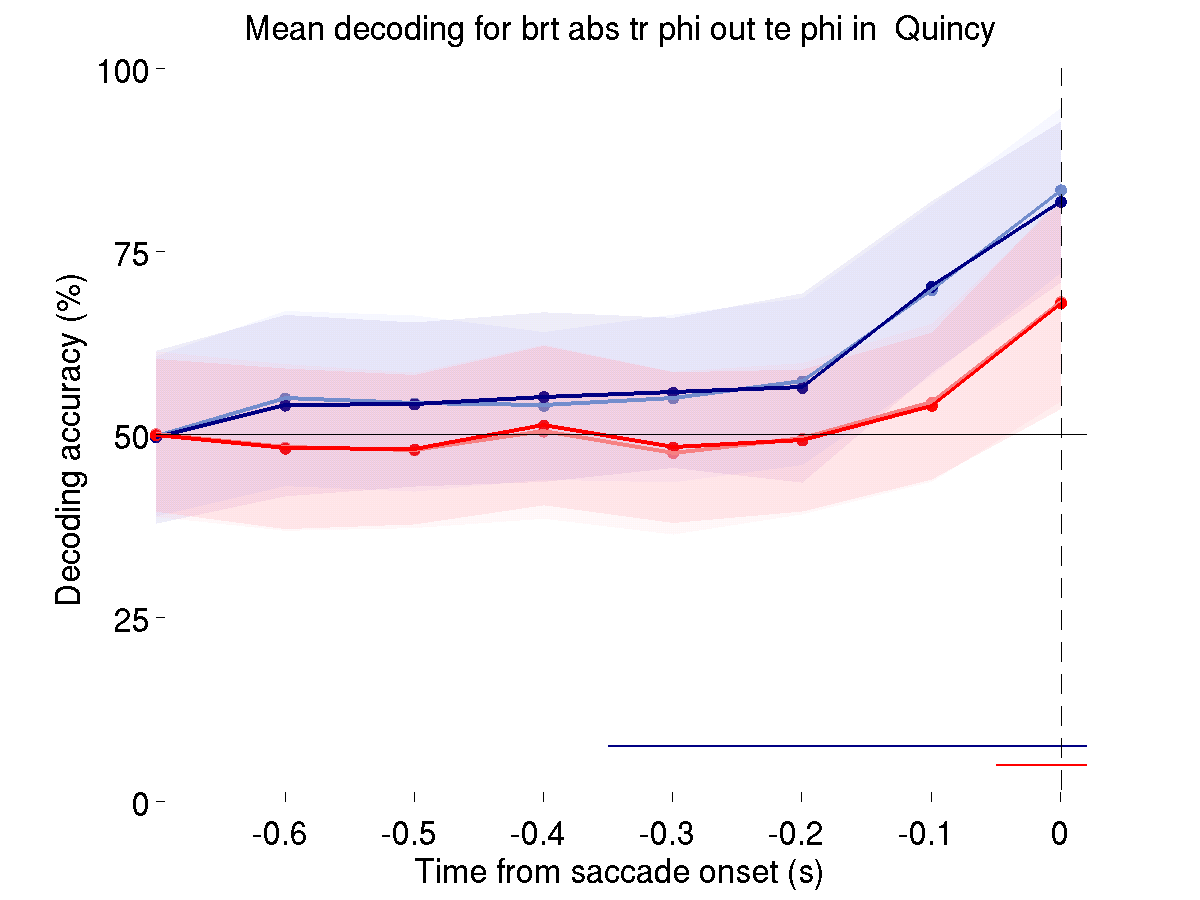 Mean decoding for brt abs tr phi out te phi in  Quincy
100
75
50
25
0
Decoding accuracy (%)
-0.6 -0.5 -0.4 -0.3 -0.2 -0.1 0
Time from saccade onset (s)